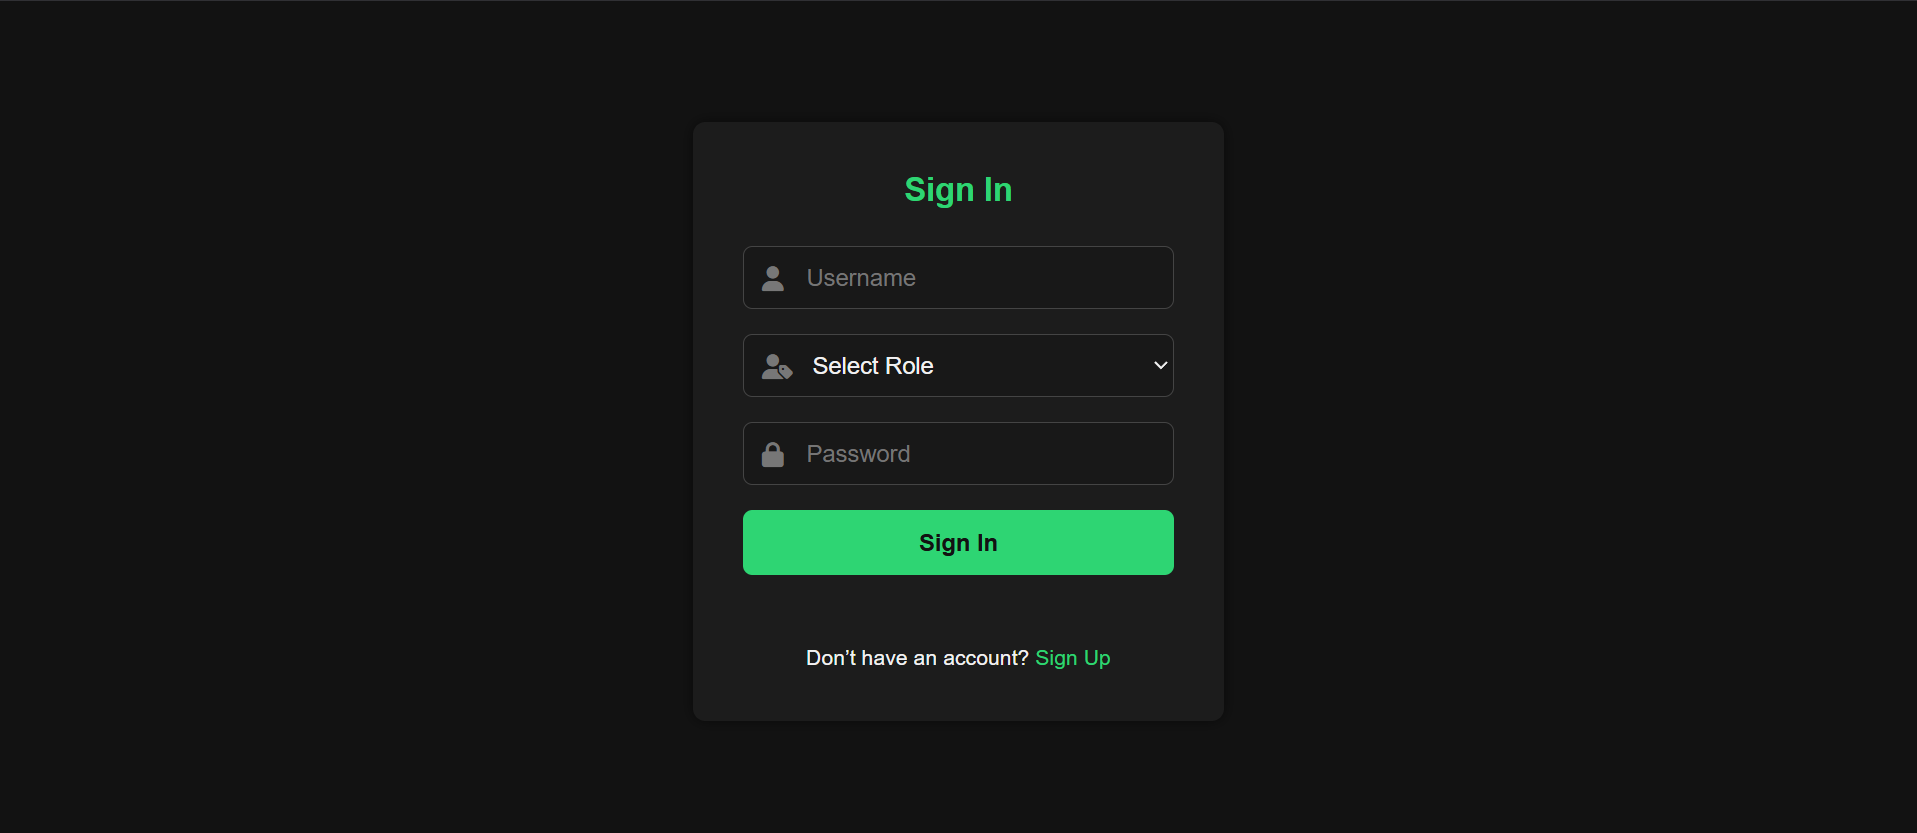 Sign In
Username
Select Role
Password
Sign In
Don’t have an account? Sign Up